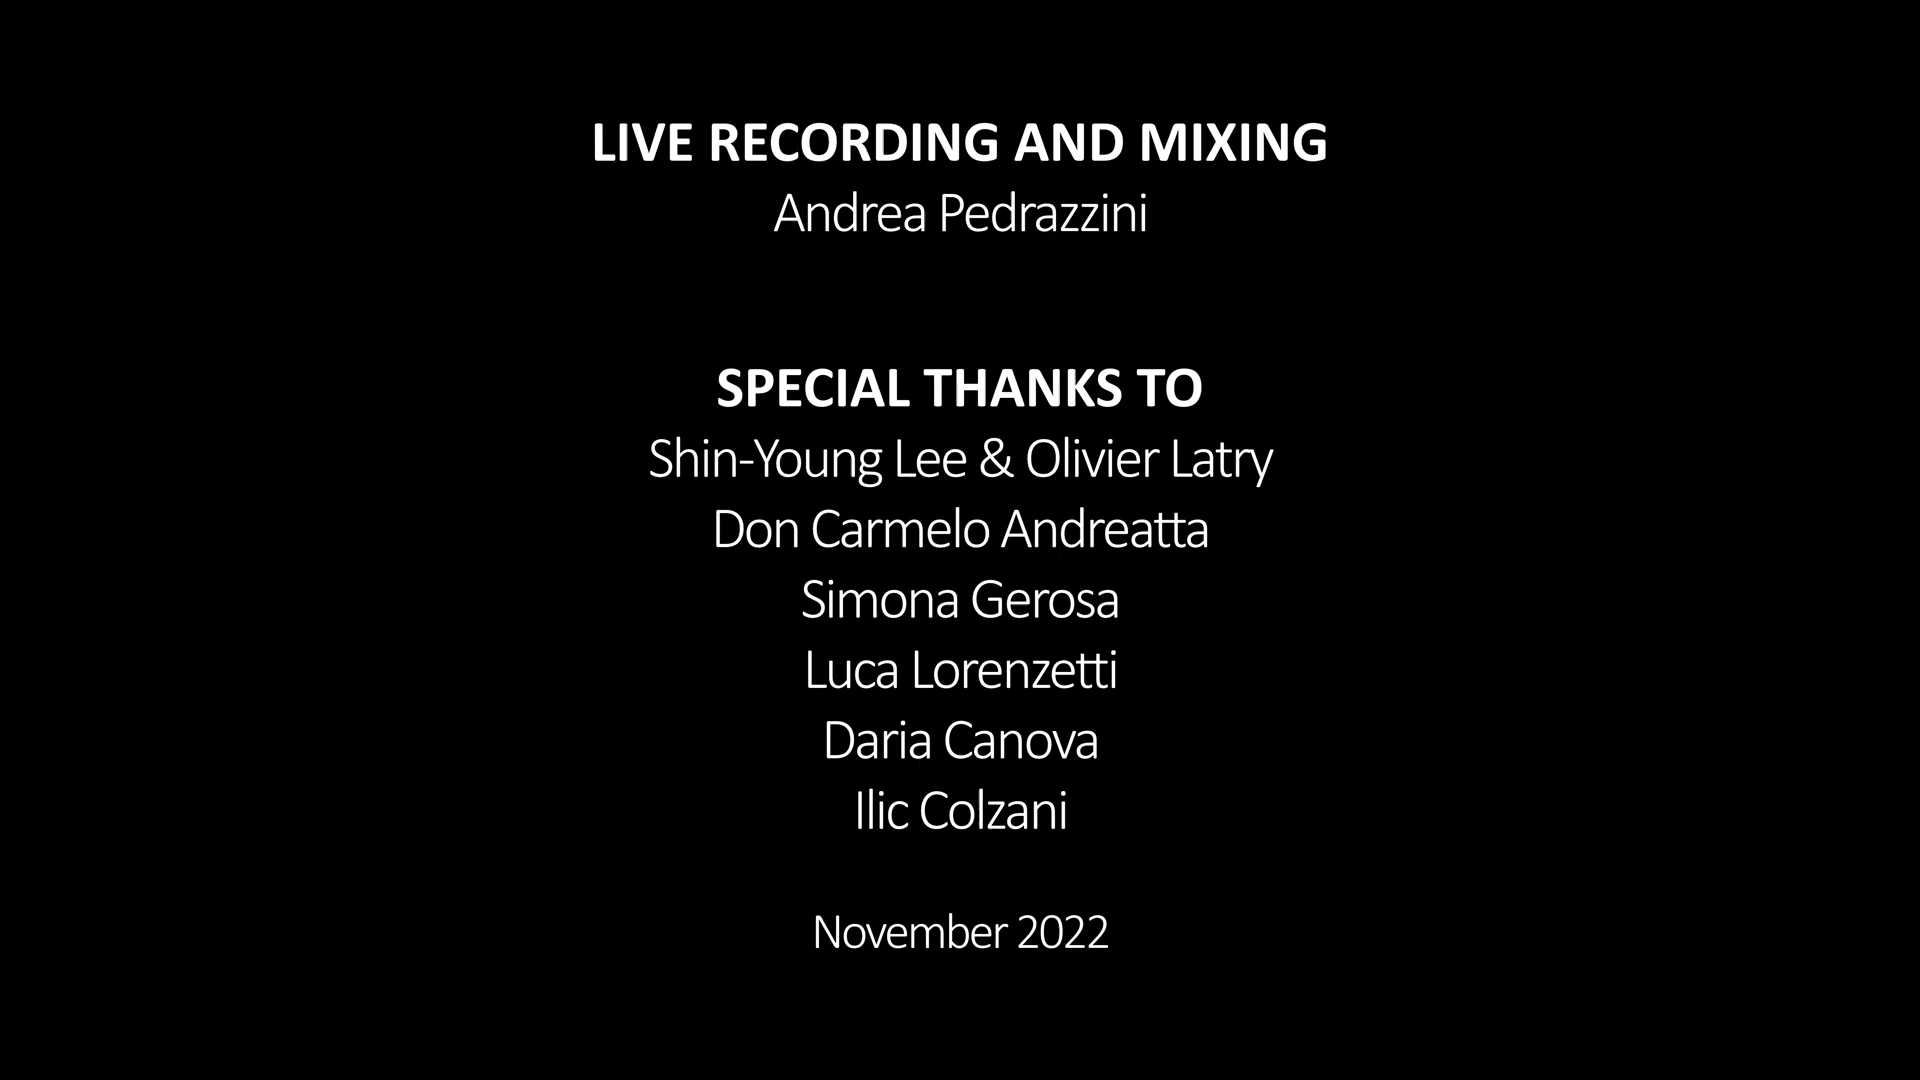 LIVE RECORDING AND MIXING
Andrea Pedrazzini
SPECIAL THANKS TO
Shin-Young Lee & Olivier Latry
Don Carmelo Andreatta
Simona Gerosa
Luca Lorenzetti
Daria Canova
Ilic Colzani
November 2022